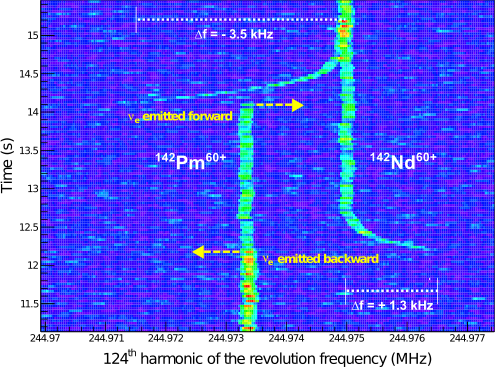 15
Δf = - 3.5 kHz
14.5
14
νe emitted forward
13.5
142Pm60+
142Nd60+
13
Time (s)
12.5
νe emitted backward
12
Δf = + 1.3 kHz
11.5
244.97 244.971 244.972 244.973 244.974 244.975 244.976 244.977
124th harmonic of the revolution frequency (MHz)